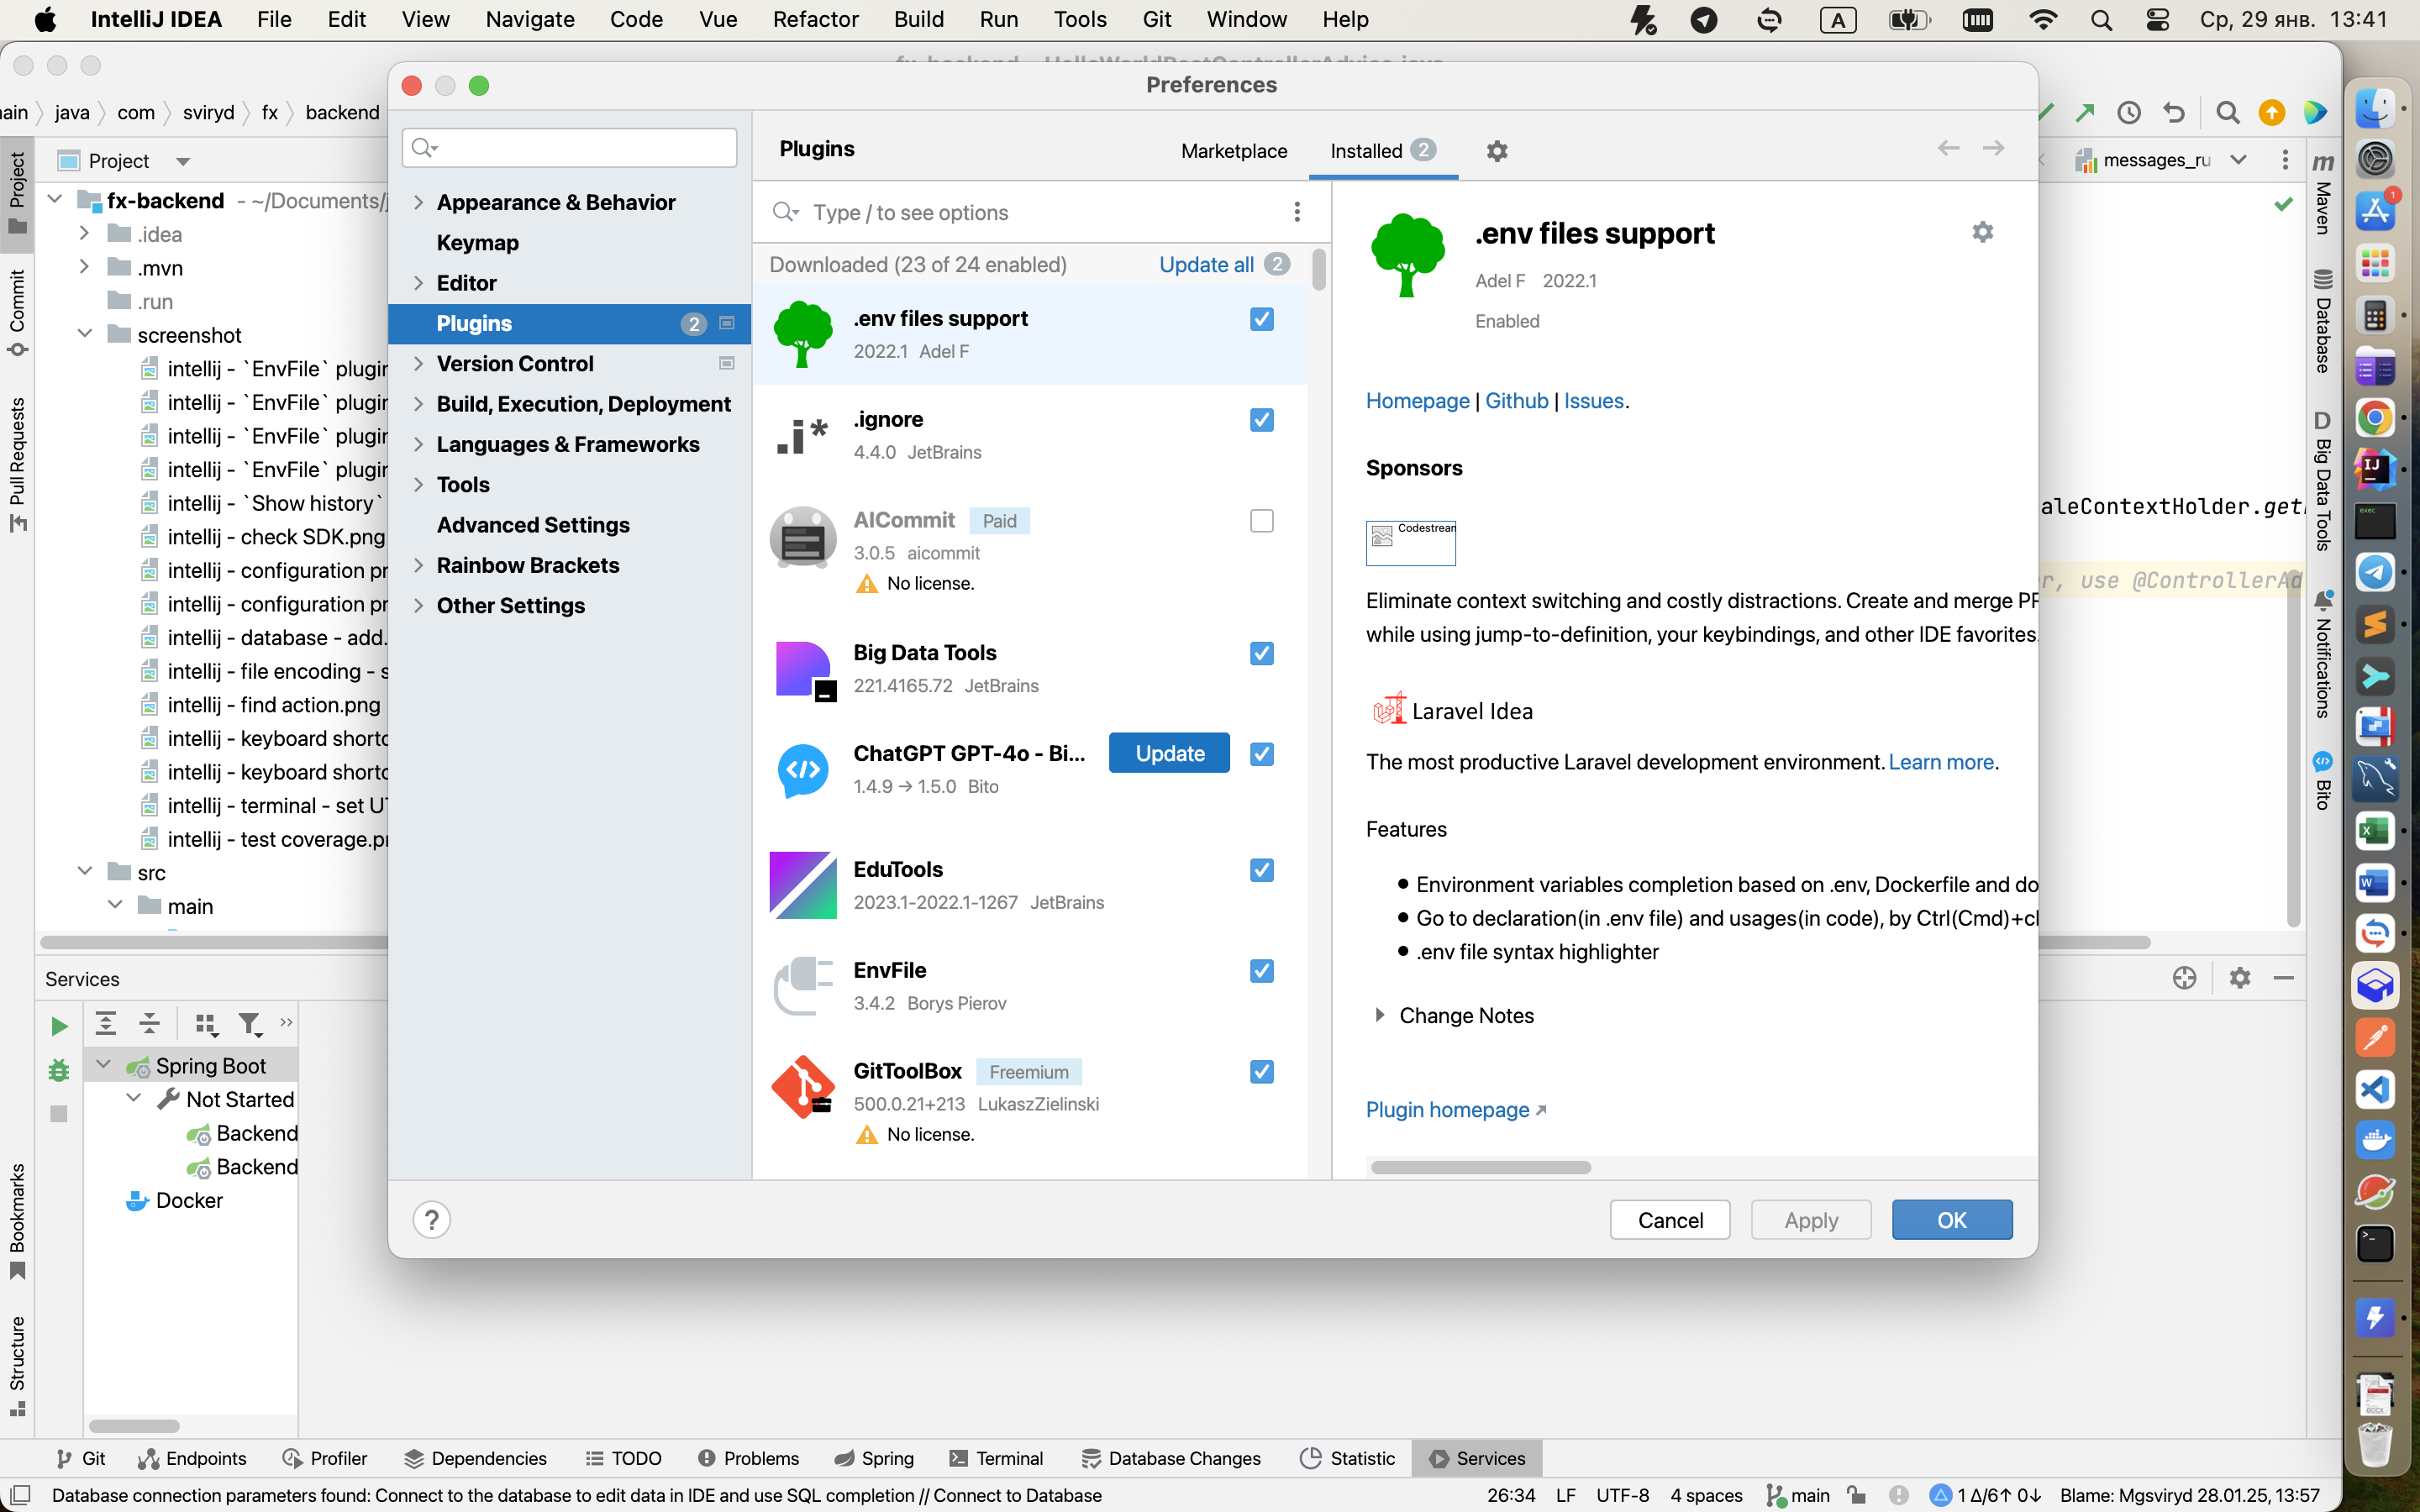 IntelliJ IDEA File Edit View Navigate Code Vue Refactor Build Run Tools Git Window Help
A Ср, 29 янв. 13:41
Preferences
java com sviryd fx backend
Project
fx-backend - ~/Documents/j
.idea
.mvn
.run
screenshot
intellij - `EnvFile` plugin
intellij - `EnvFile` plugin
intellij - `EnvFile` plugin
intellij - `EnvFile` plugin
intellij - `Show history`
intellij - check SDK.png
intellij - configuration pr
intellij - configuration pr
intellij - database - add.
intellij - file encoding - s
intellij - find action.png
intellij - keyboard shortc
intellij - keyboard shortc
intellij - terminal - set UT
intellij - test coverage.pr
src
main
Project
Commit
Pull Requests
Bookmarks
Structure
Appearance & Behavior
Keymap
Editor
Plugins 2
Version Control
Build, Execution, Deployment
Languages & Frameworks
Tools
Advanced Settings
Rainbow Brackets
Other Settings
Plugins Marketplace Installed 2
Type / to see options
Downloaded (23 of 24 enabled) Update all 2
.env files support
2022.1 Adel F
.ignore
4.4.0 JetBrains
AICommit Paid
3.0.5 aicommit
No license.
Big Data Tools
221.4165.72 JetBrains
ChatGPT GPT-4o - Bi... Update
1.4.9 → 1.5.0 Bito
EduTools
2023.1-2022.1-1267 JetBrains
EnvFile
3.4.2 Borys Pierov
GitToolBox Freemium
500.0.21+213 LukaszZielinski
No license.
.env files support
Adel F 2022.1
Enabled
Homepage | Github | Issues.
Sponsors
Codestream
Eliminate context switching and costly distractions. Create and merge PR
while using jump-to-definition, your keybindings, and other IDE favorites.
Laravel Idea
The most productive Laravel development environment. Learn more.
Features
Environment variables completion based on .env, Dockerfile and do
Go to declaration(in .env file) and usages(in code), by Ctrl(Cmd)+cl
.env file syntax highlighter
Change Notes
Plugin homepage
? Cancel Apply OK
messages_ru
aleContextHolder.get
r, use @ControllerAd
m
Maven
Database
D
Big Data Tools
Notifications
Bito
1
Services
Spring Boot
Not Started
Backend
Backend
Docker
Git Endpoints Profiler Dependencies TODO Problems Spring Terminal Database Changes Statistic Services
Database connection parameters found: Connect to the database to edit data in IDE and use SQL completion // Connect to Database
26:34 LF UTF-8 4 spaces main 1 Δ/6↑ 0↓ Blame: Mgsviryd 28.01.25, 13:57